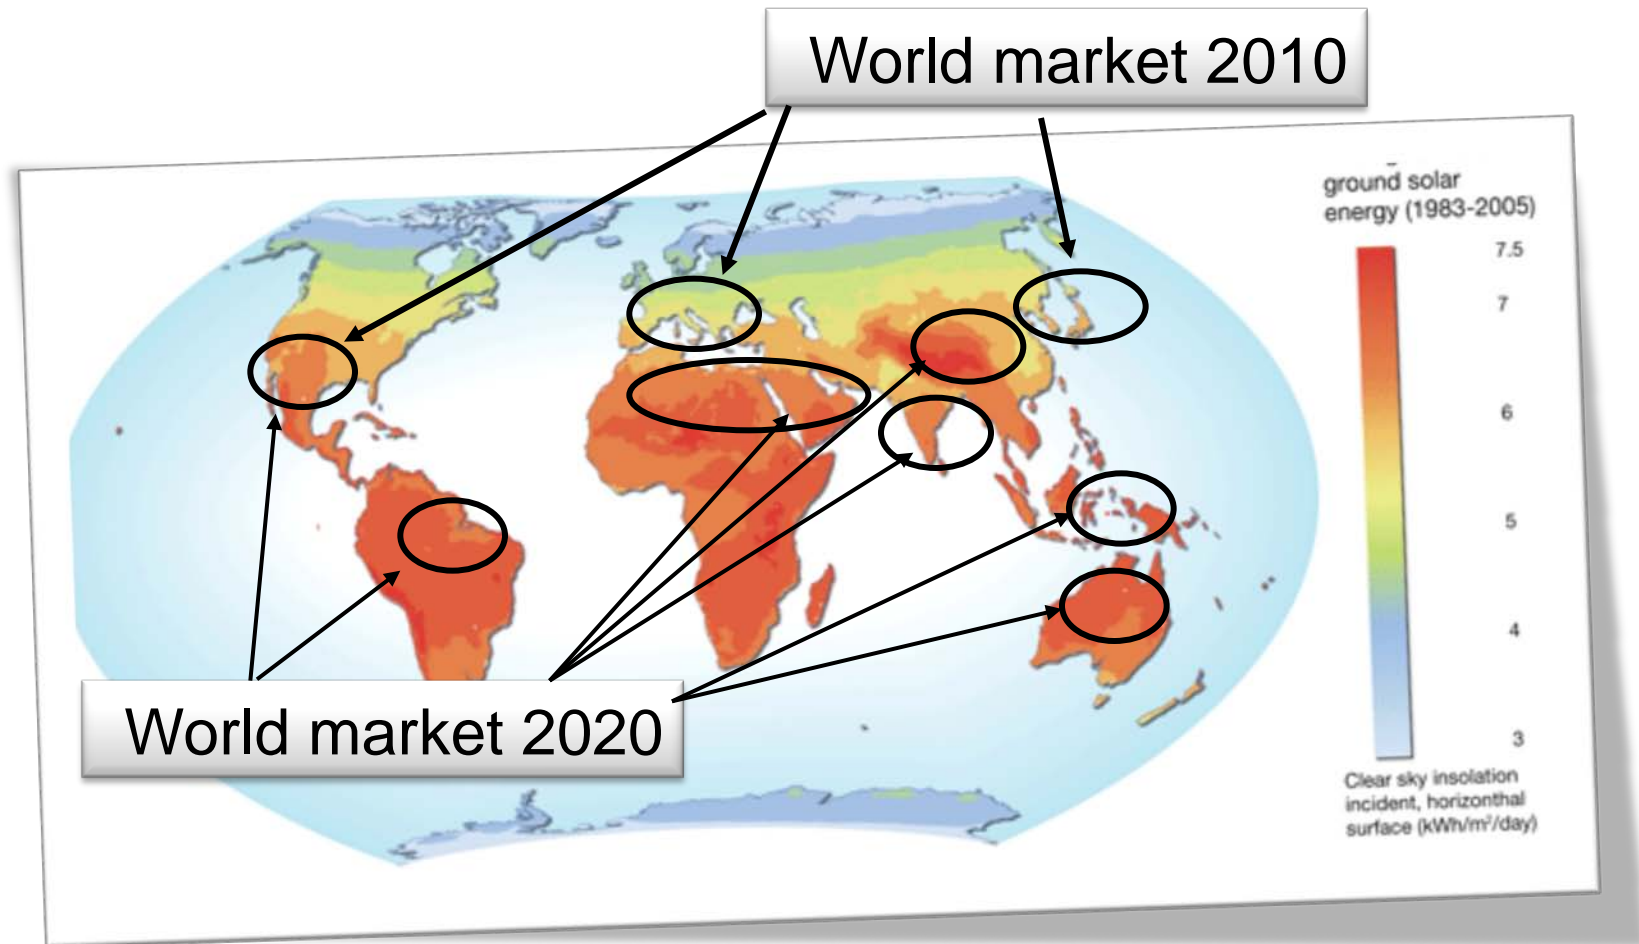 World market 2010
ground solar
energy (1983-2005)
7.5
7
6
5
4
3
World market 2020
Clear sky insolation
incident, horizonthal
surface (kWh/m²/day)